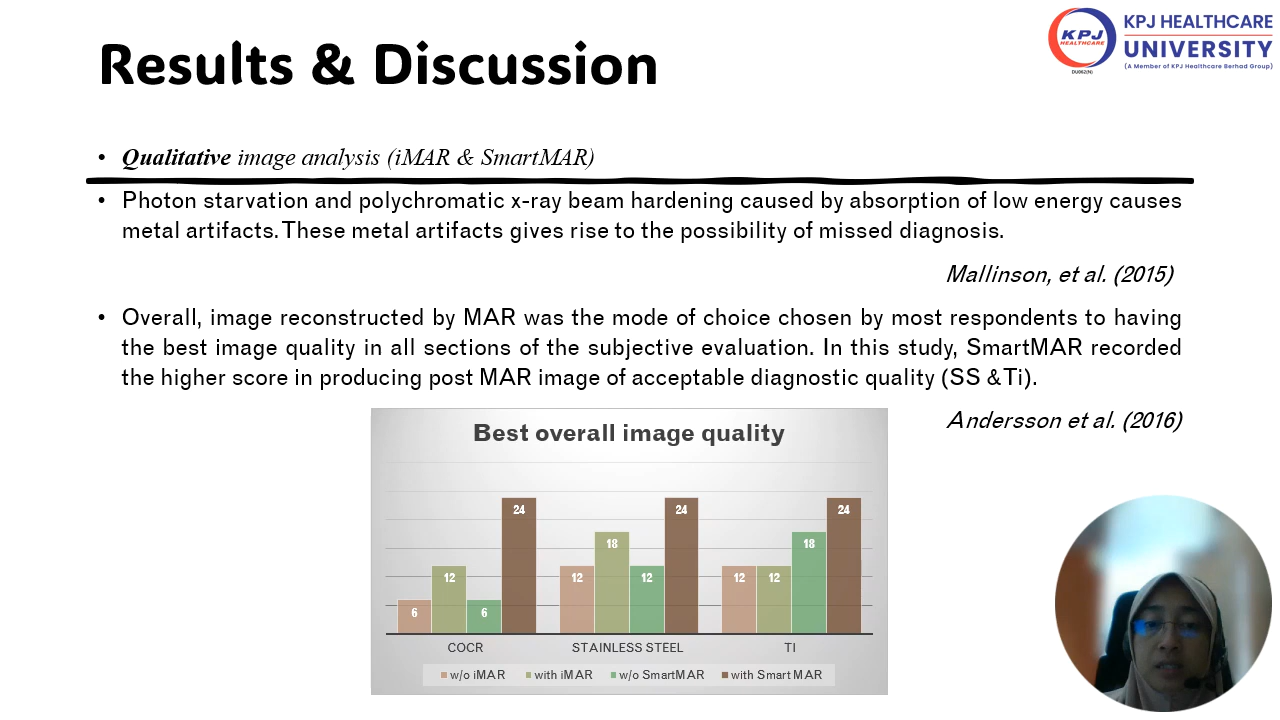 Results & Discussion
KPJ
HEALTHCARE
DU062(N)
KPJ HEALTHCARE
UNIVERSITY
(A Member of KPJ Healthcare Berhad Group)
• Qualitative image analysis (iMAR & SmartMAR)
• Photon starvation and polychromatic x-ray beam hardening caused by absorption of low energy causes
metal artifacts. These metal artifacts gives rise to the possibility of missed diagnosis.
Mallinson, et al. (2015)
• Overall, image reconstructed by MAR was the mode of choice chosen by most respondents to having
the best image quality in all sections of the subjective evaluation. In this study, SmartMAR recorded
the higher score in producing post MAR image of acceptable diagnostic quality (SS &Ti).
Andersson et al. (2016)
Best overall image quality
6 12 6 24 12 18 12 24 12 12 18 24
COCR STAINLESS STEEL TI
w/o iMAR with iMAR w/o SmartMAR with Smart MAR